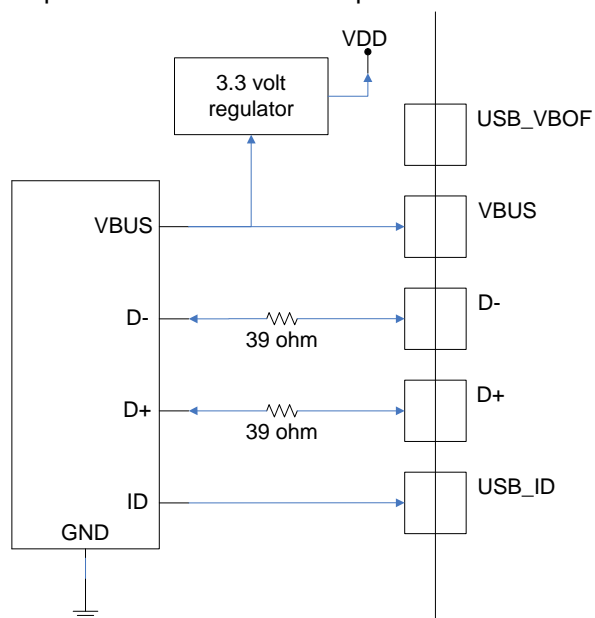 VDD
3.3 volt
regulator
USB_VBOF
VBUS
VBUS
D-
D-
39 ohm
D+
D+
39 ohm
ID
USB_ID
GND